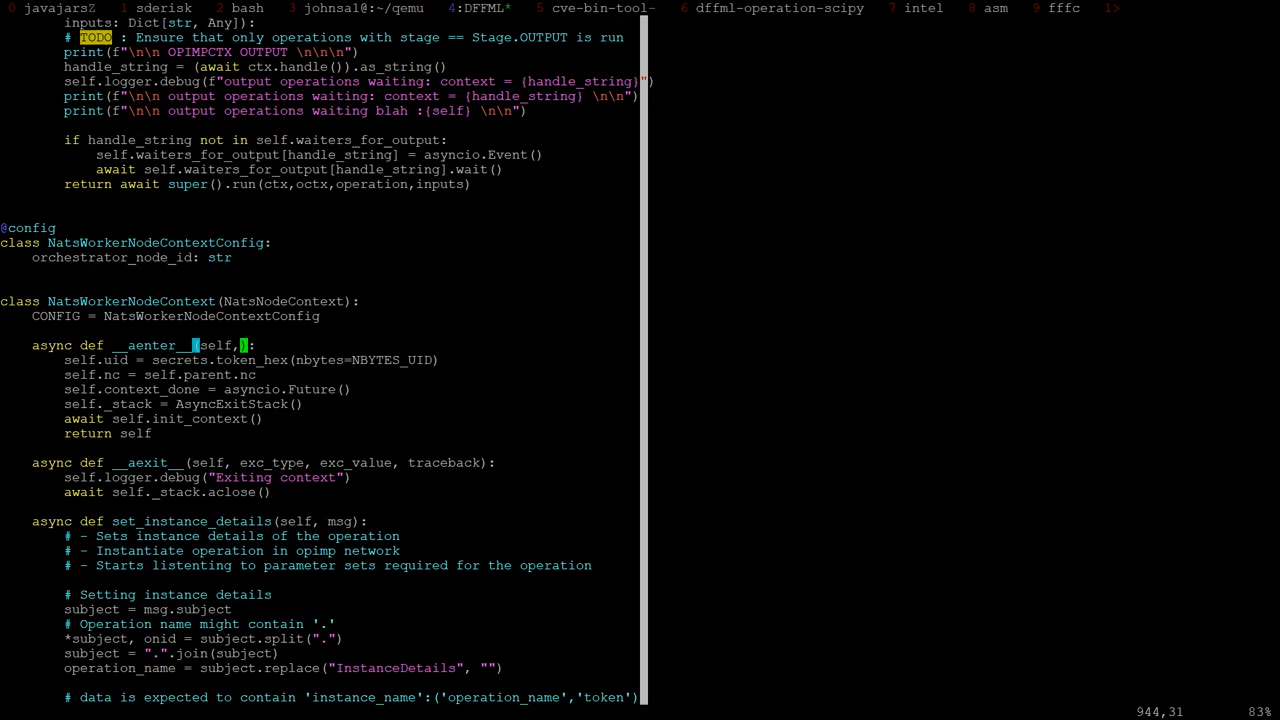 0 javajarsZ  1 sderisk  2 bash  3 johnsa10@:~/qemu  4:DFFML*  5 cve-bin-tool-  6 dffml-operation-scipy  7 intel  8 asm  9 fffc  1>
inputs: Dict[str, Any]):
# TODO : Ensure that only operations with stage == Stage.OUTPUT is run
print(f"\n\n OPIMPCTX OUTPUT \n\n\n")
handle_string = (await ctx.handle()).as_string()
self.logger.debug(f"output operations waiting: context = {handle_string}")
print(f"\n\n output operations waiting: context = {handle_string} \n\n")
print(f"\n\n output operations waiting blah :{self} \n\n")
if handle_string not in self.waiters_for_output:
self.waiters_for_output[handle_string] = asyncio.Event()
await self.waiters_for_output[handle_string].wait()
return await super().run(ctx,octx,operation,inputs)
@config
class NatsWorkerNodeContextConfig:
orchestrator_node_id: str
class NatsWorkerNodeContext(NatsNodeContext):
CONFIG = NatsWorkerNodeContextConfig
async def __aenter__(self,):
self.uid = secrets.token_hex(nbytes=NBYTES_UID)
self.nc = self.parent.nc
self.context_done = asyncio.Future()
self._stack = AsyncExitStack()
await self.init_context()
return self
async def __aexit__(self, exc_type, exc_value, traceback):
self.logger.debug("Exiting context")
await self._stack.aclose()
async def set_instance_details(self, msg):
# - Sets instance details of the operation
# - Instantiate operation in opimp network
# - Starts listenting to parameter sets required for the operation
# Setting instance details
subject = msg.subject
# Operation name might contain '.'
*subject, onid = subject.split(".")
subject = ".".join(subject)
operation_name = subject.replace("InstanceDetails", "")
# data is expected to contain 'instance_name':('operation_name','token')
944,31  83%